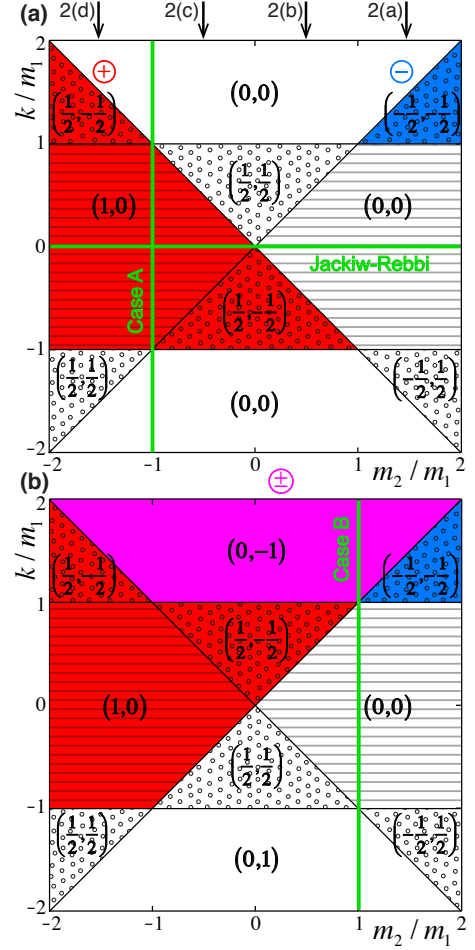 2(d) 2(c) 2(b) 2(a)
(a)
k / m₁
2
1
0
-1
-2
+
−
(1/2,-1/2)
(0,0)
(-1/2,-1/2)
(1/2,1/2)
(1,0)
(0,0)
Case A
Jackiw-Rebbi
(1/2,-1/2)
(1/2,1/2)
(0,0)
(-1/2,1/2)
-2 -1 0 1 2
m₂ / m₁
(b)
±
k / m₁
2
1
0
-1
-2
(0,-1)
Case B
(1/2,-1/2)
(-1/2,-1/2)
(1/2,-1/2)
(1,0)
(0,0)
(1/2,1/2)
(1/2,1/2)
(0,1)
(-1/2,1/2)
-2 -1 0 1 2
m₂ / m₁